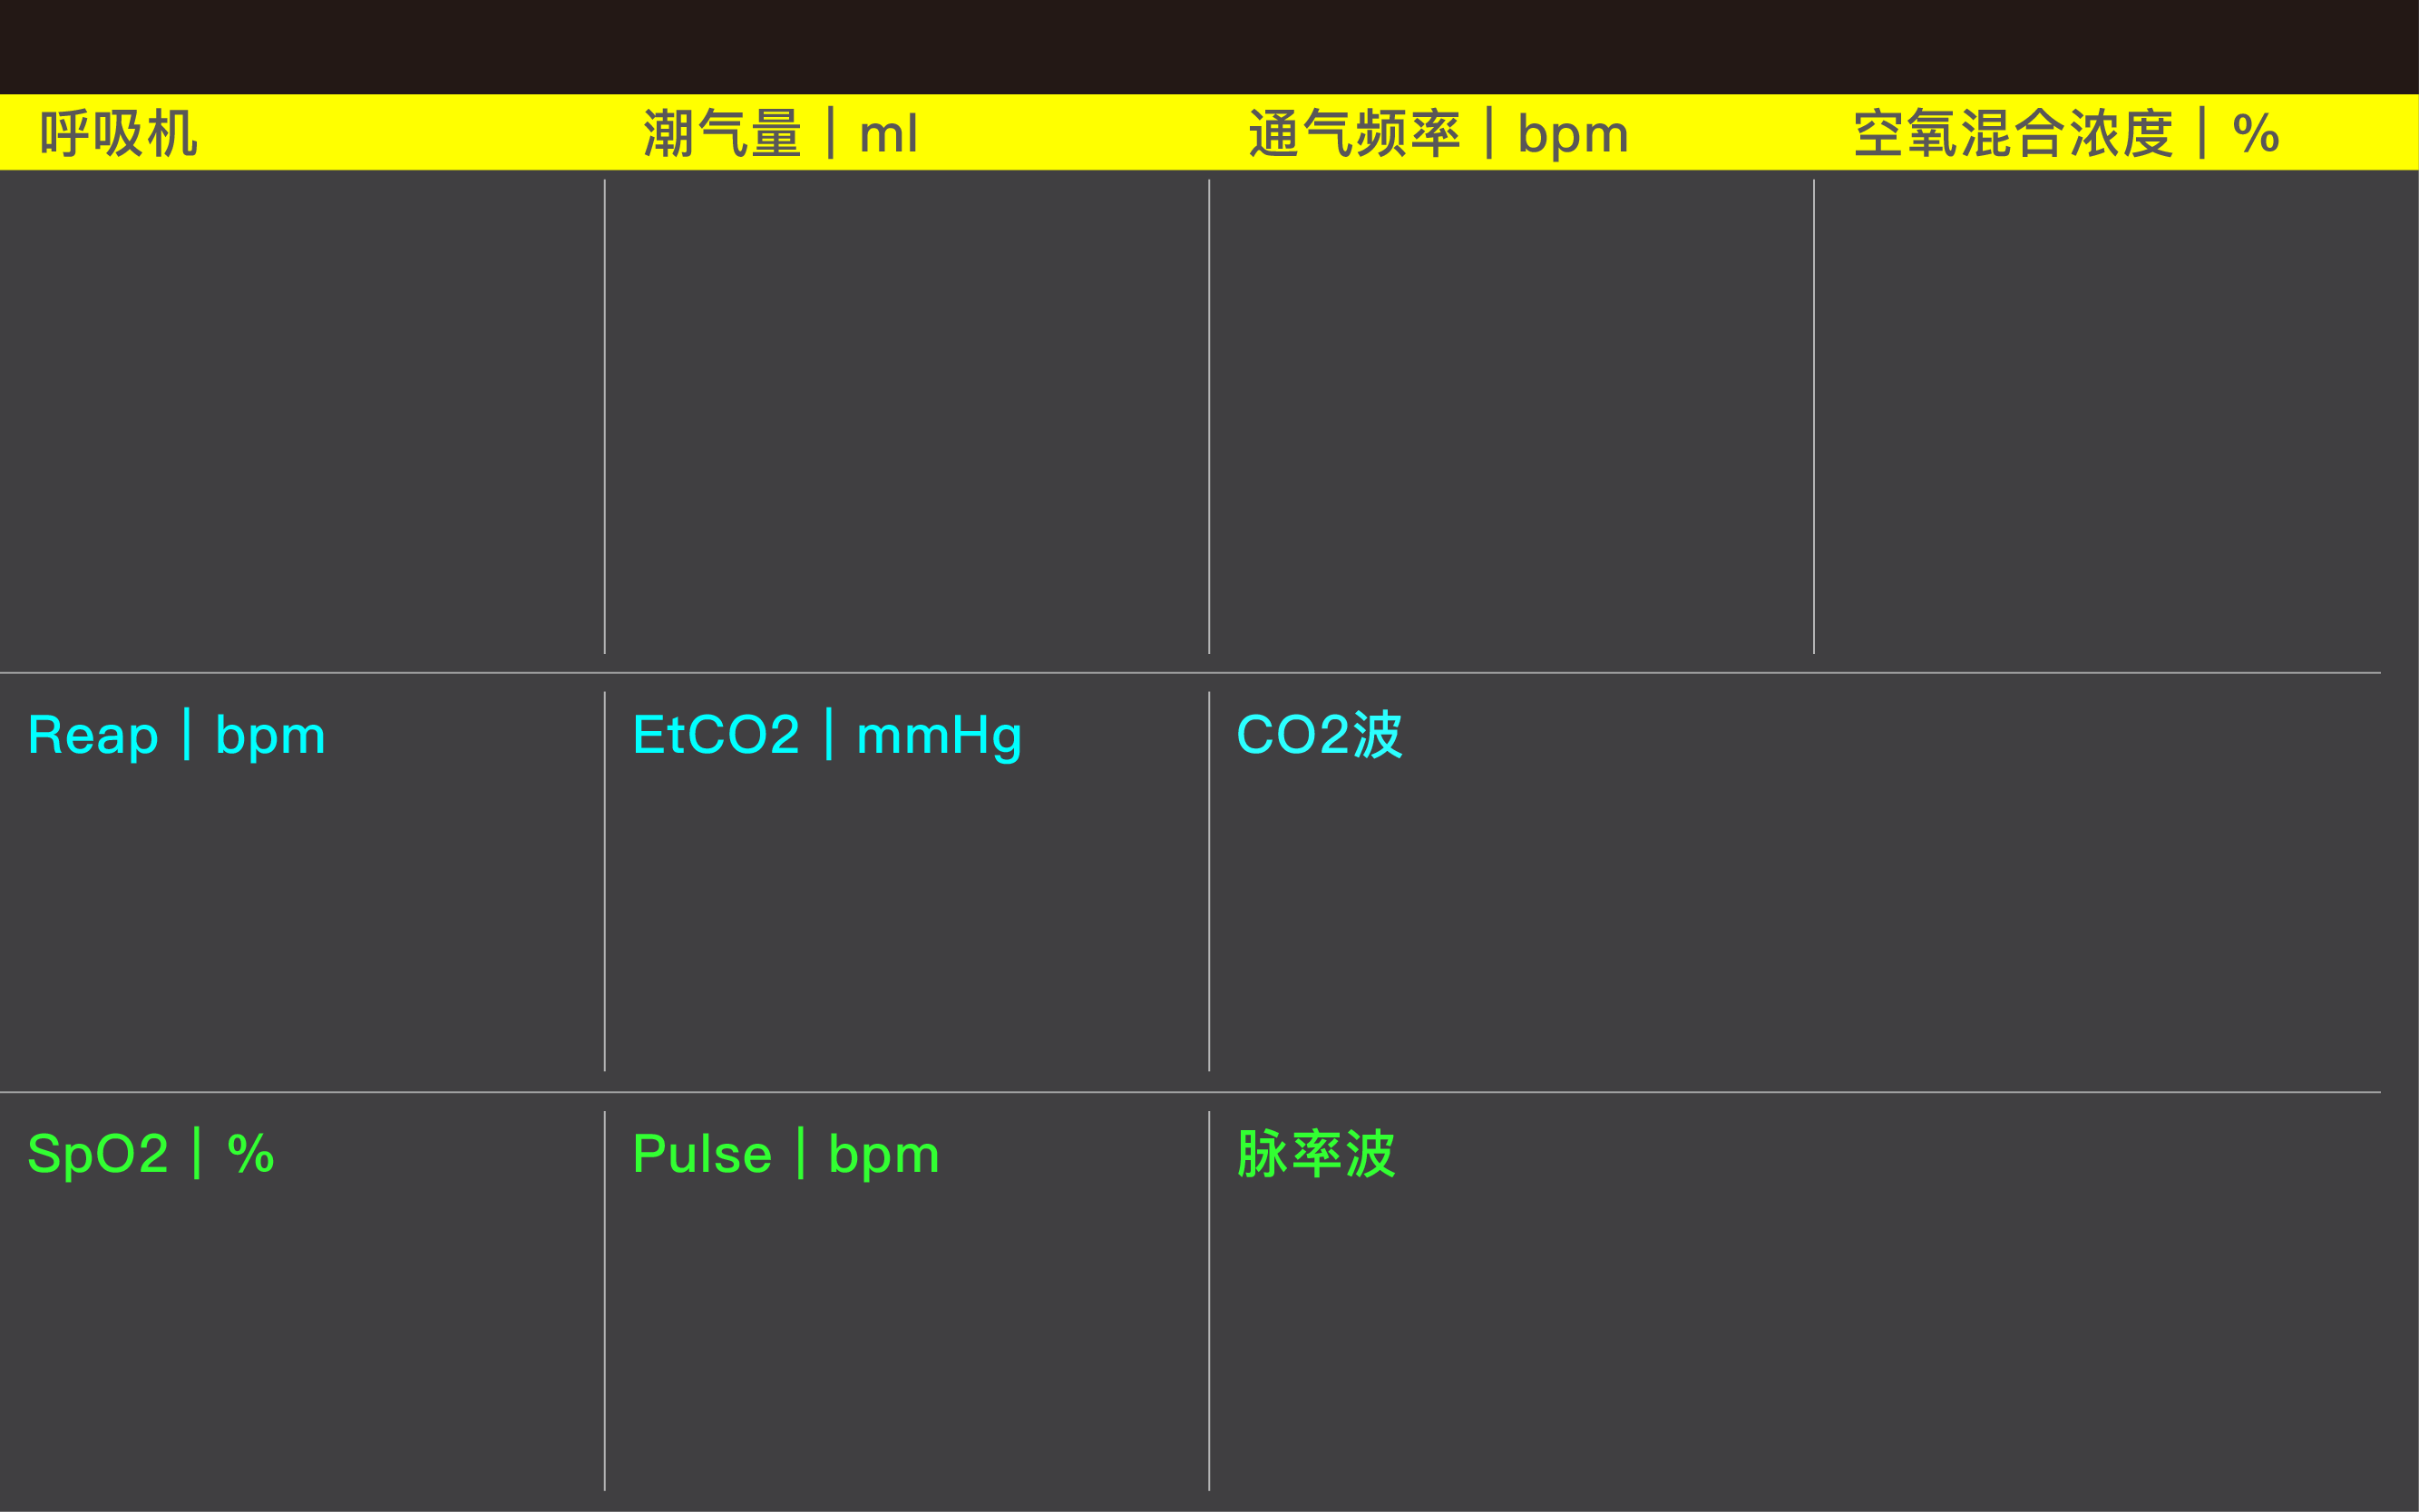 呼吸机 潮气量 | ml 通气频率 | bpm 空氧混合浓度 | %
Reap | bpm EtCO2 | mmHg CO2波
SpO2 | % Pulse | bpm 脉率波